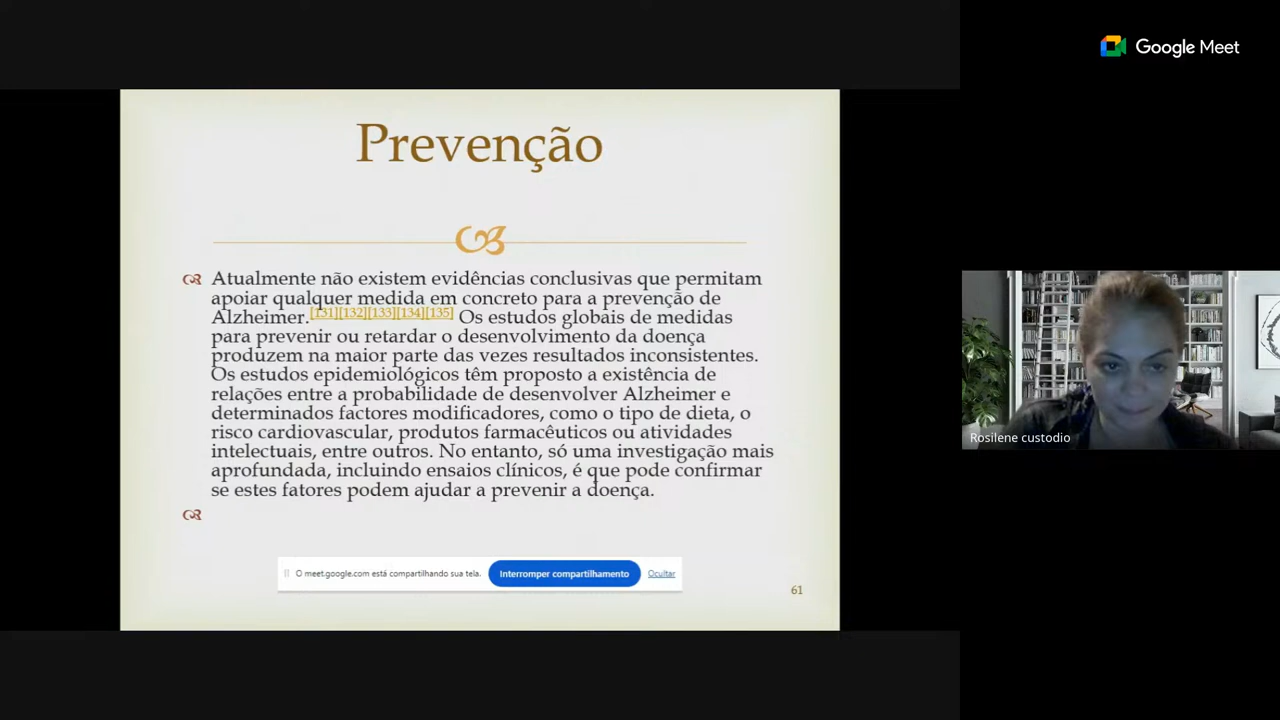 Google Meet
Prevenção
Atualmente não existem evidências conclusivas que permitam
apoiar qualquer medida em concreto para a prevenção de
Alzheimer.[131][132][133][134][135] Os estudos globais de medidas
para prevenir ou retardar o desenvolvimento da doença
produzem na maior parte das vezes resultados inconsistentes.
Os estudos epidemiológicos têm proposto a existência de
relações entre a probabilidade de desenvolver Alzheimer e
determinados factores modificadores, como o tipo de dieta, o
risco cardiovascular, produtos farmacêuticos ou atividades
intelectuais, entre outros. No entanto, só uma investigação mais
aprofundada, incluindo ensaios clínicos, é que pode confirmar
se estes fatores podem ajudar a prevenir a doença.
Rosilene custodio
O meet.google.com está compartilhando sua tela. Interromper compartilhamento Ocultar
61